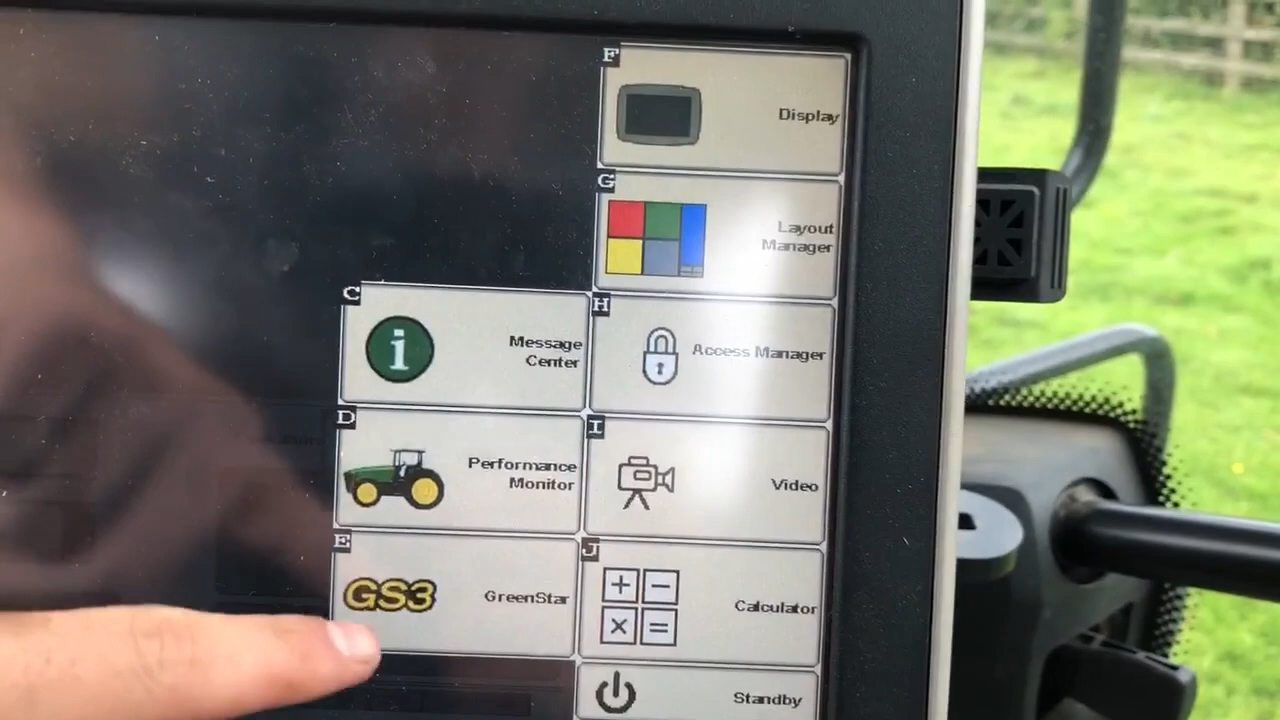 F
Display
G
Layout
Manager
C
i
Message
Center
H
Access Manager
D
Performance
Monitor
I
Video
E
GS3
GreenStar
J
+ −
× =
Calculator
Standby